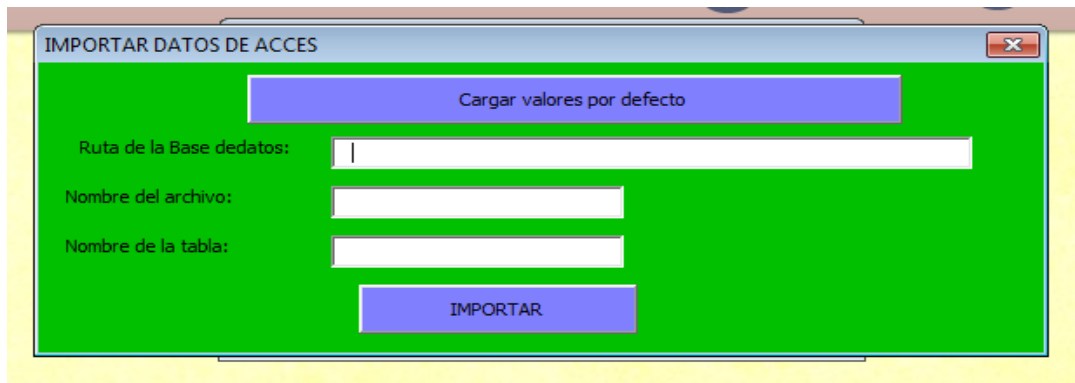 IMPORTAR DATOS DE ACCES
Cargar valores por defecto
Ruta de la Base dedatos:
Nombre del archivo:
Nombre de la tabla:
IMPORTAR